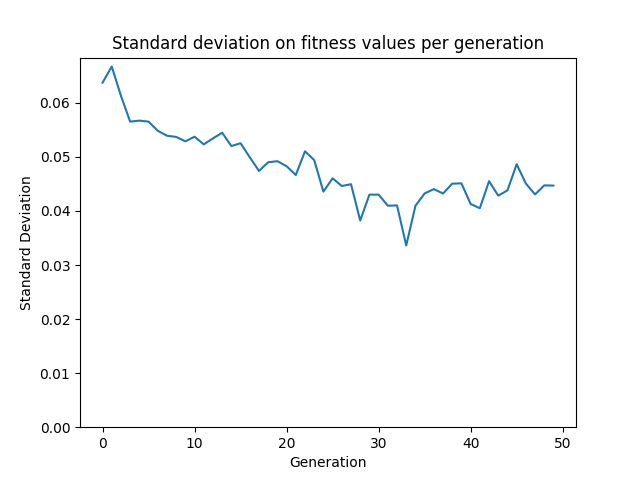 Standard deviation on fitness values per generation
0.06
0.05
0.04
0.03
0.02
0.01
0.00
Standard Deviation
0 10 20 30 40 50
Generation